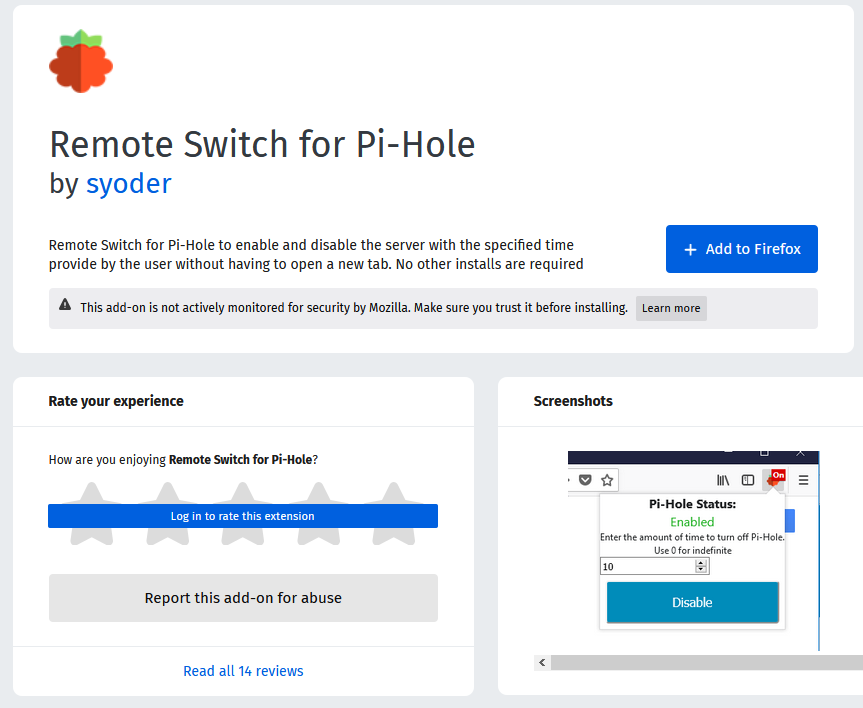 Remote Switch for Pi-Hole
by syoder
Remote Switch for Pi-Hole to enable and disable the server with the specified time
provide by the user without having to open a new tab. No other installs are required
+ Add to Firefox
This add-on is not actively monitored for security by Mozilla. Make sure you trust it before installing.
Learn more
Rate your experience
How are you enjoying Remote Switch for Pi-Hole?
Log in to rate this extension
Report this add-on for abuse
Read all 14 reviews
Screenshots
On
Pi-Hole Status:
Enabled
Enter the amount of time to turn off Pi-Hole.
Use 0 for indefinite
10
Disable